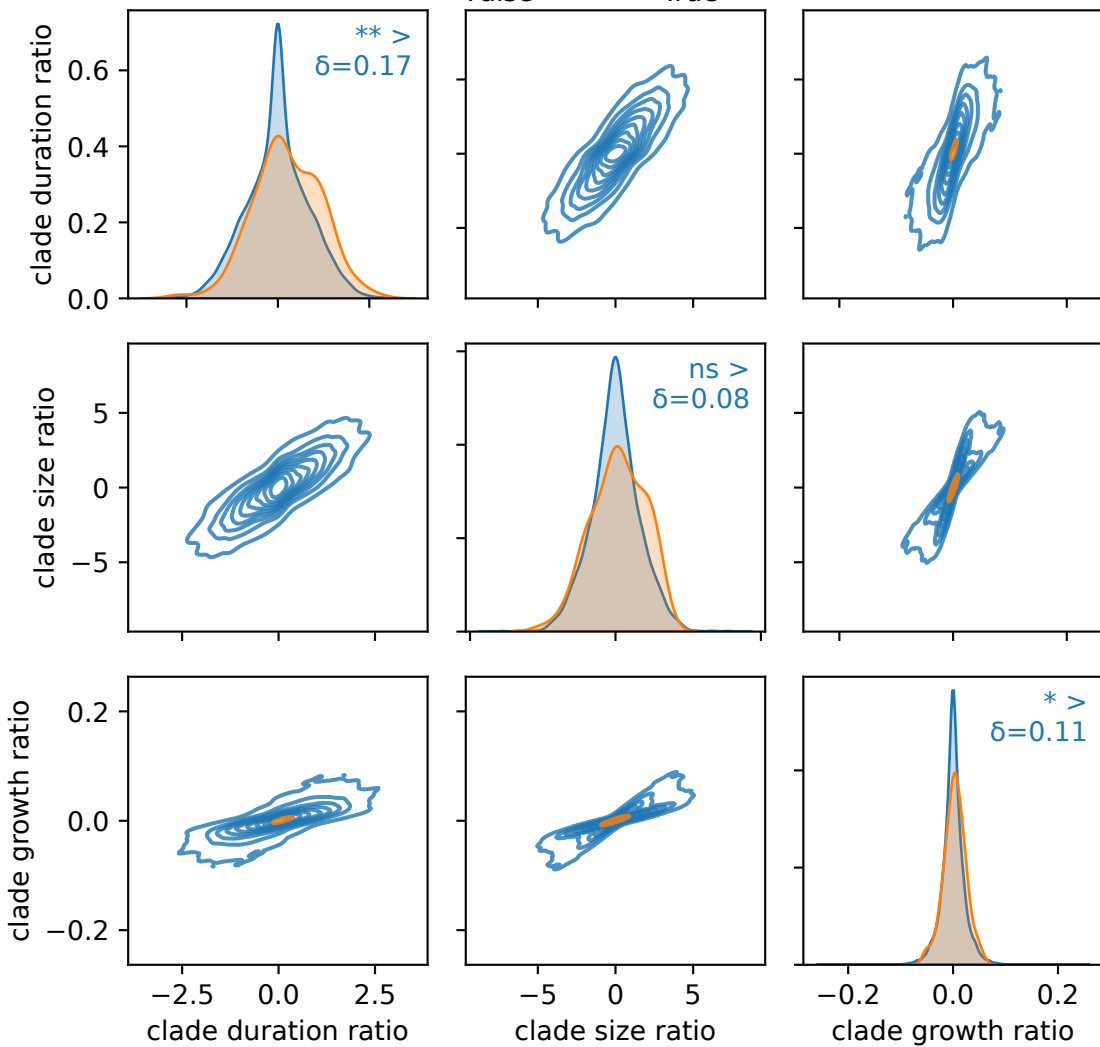 clade duration ratio
0.6
0.4
0.2
0.0
** >
δ=0.17
clade size ratio
5
0
−5
ns >
δ=0.08
clade growth ratio
0.2
0.0
−0.2
* >
δ=0.11
−2.5 0.0 2.5
−5 0 5
−0.2 0.0 0.2
clade duration ratio
clade size ratio
clade growth ratio